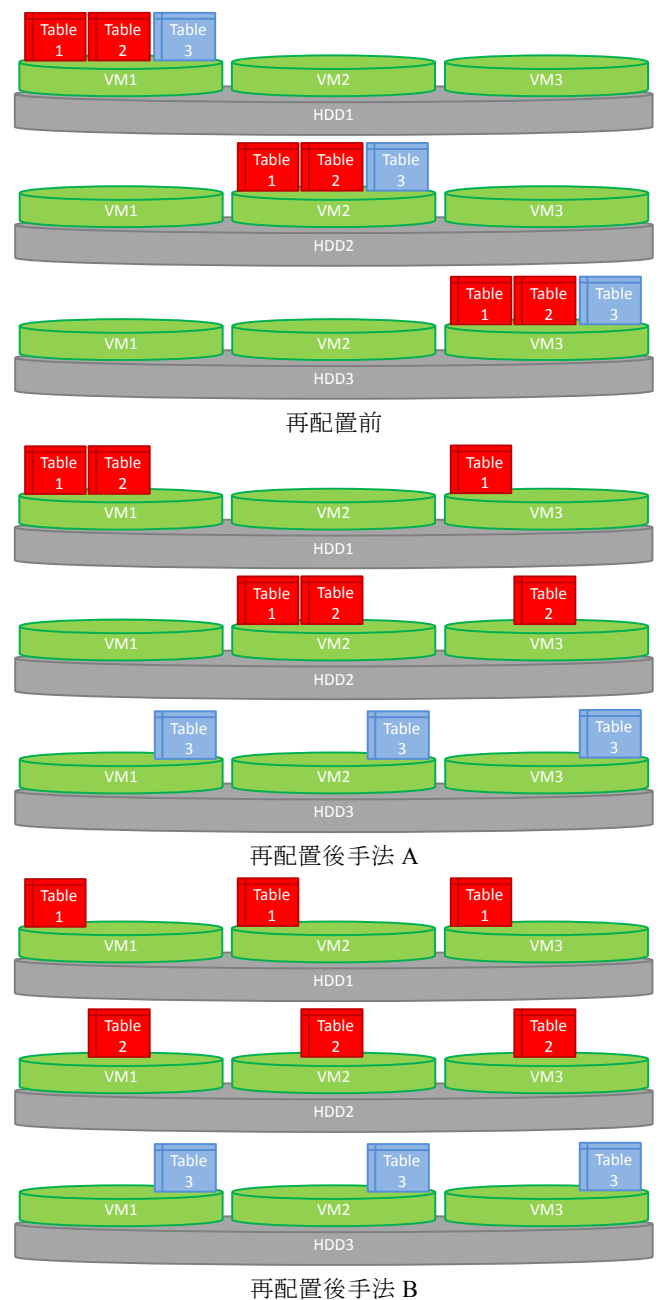 Table 1 Table 2 Table 3
VM1 VM2 VM3
HDD1
Table 1 Table 2 Table 3
VM1 VM2 VM3
HDD2
Table 1 Table 2 Table 3
VM1 VM2 VM3
HDD3
再配置前
Table 1 Table 2 Table 1
VM1 VM2 VM3
HDD1
Table 1 Table 2 Table 2
VM1 VM2 VM3
HDD2
Table 3 Table 3 Table 3
VM1 VM2 VM3
HDD3
再配置後手法 A
Table 1 Table 1 Table 1
VM1 VM2 VM3
HDD1
Table 2 Table 2 Table 2
VM1 VM2 VM3
HDD2
Table 3 Table 3 Table 3
VM1 VM2 VM3
HDD3
再配置後手法 B